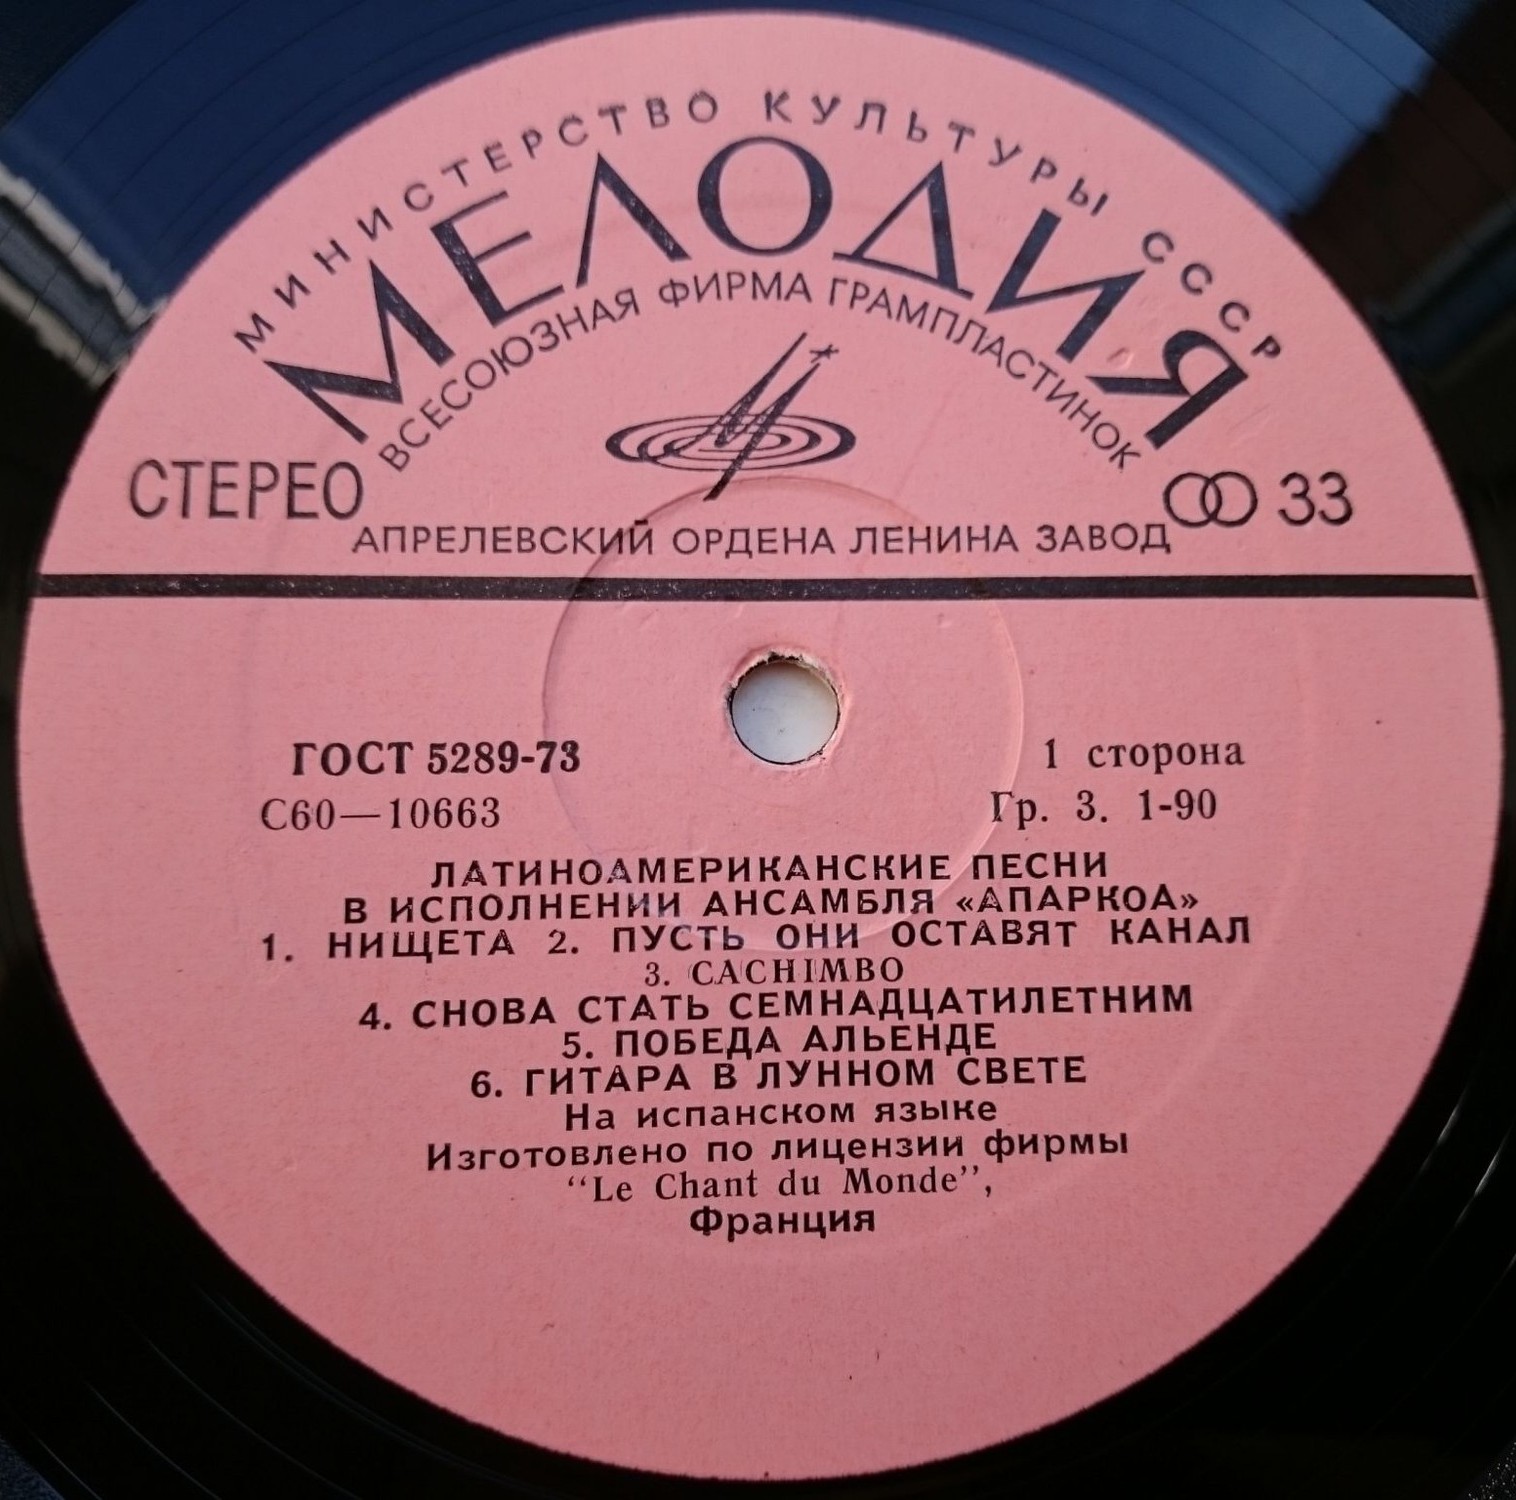 МИНИСТЕРСТВО КУЛЬТУРЫ СССР
МЕЛОДИЯ
ВСЕСОЮЗНАЯ ФИРМА ГРАМПЛАСТИНОК
СТЕРЕО
33
АПРЕЛЕВСКИЙ ОРДЕНА ЛЕНИНА ЗАВОД
ГОСТ 5289-73
1 сторона
С60—10663
Гр. 3. 1-90
ЛАТИНОАМЕРИКАНСКИЕ ПЕСНИ
В ИСПОЛНЕНИИ АНСАМБЛЯ «АПАРКОА»
1. НИЩЕТА 2. ПУСТЬ ОНИ ОСТАВЯТ КАНАЛ
3. CACHIMBO
4. СНОВА СТАТЬ СЕМНАДЦАТИЛЕТНИМ
5. ПОБЕДА АЛЬЕНДЕ
6. ГИТАРА В ЛУННОМ СВЕТЕ
На испанском языке
Изготовлено по лицензии фирмы
“Le Chant du Monde”,
Франция